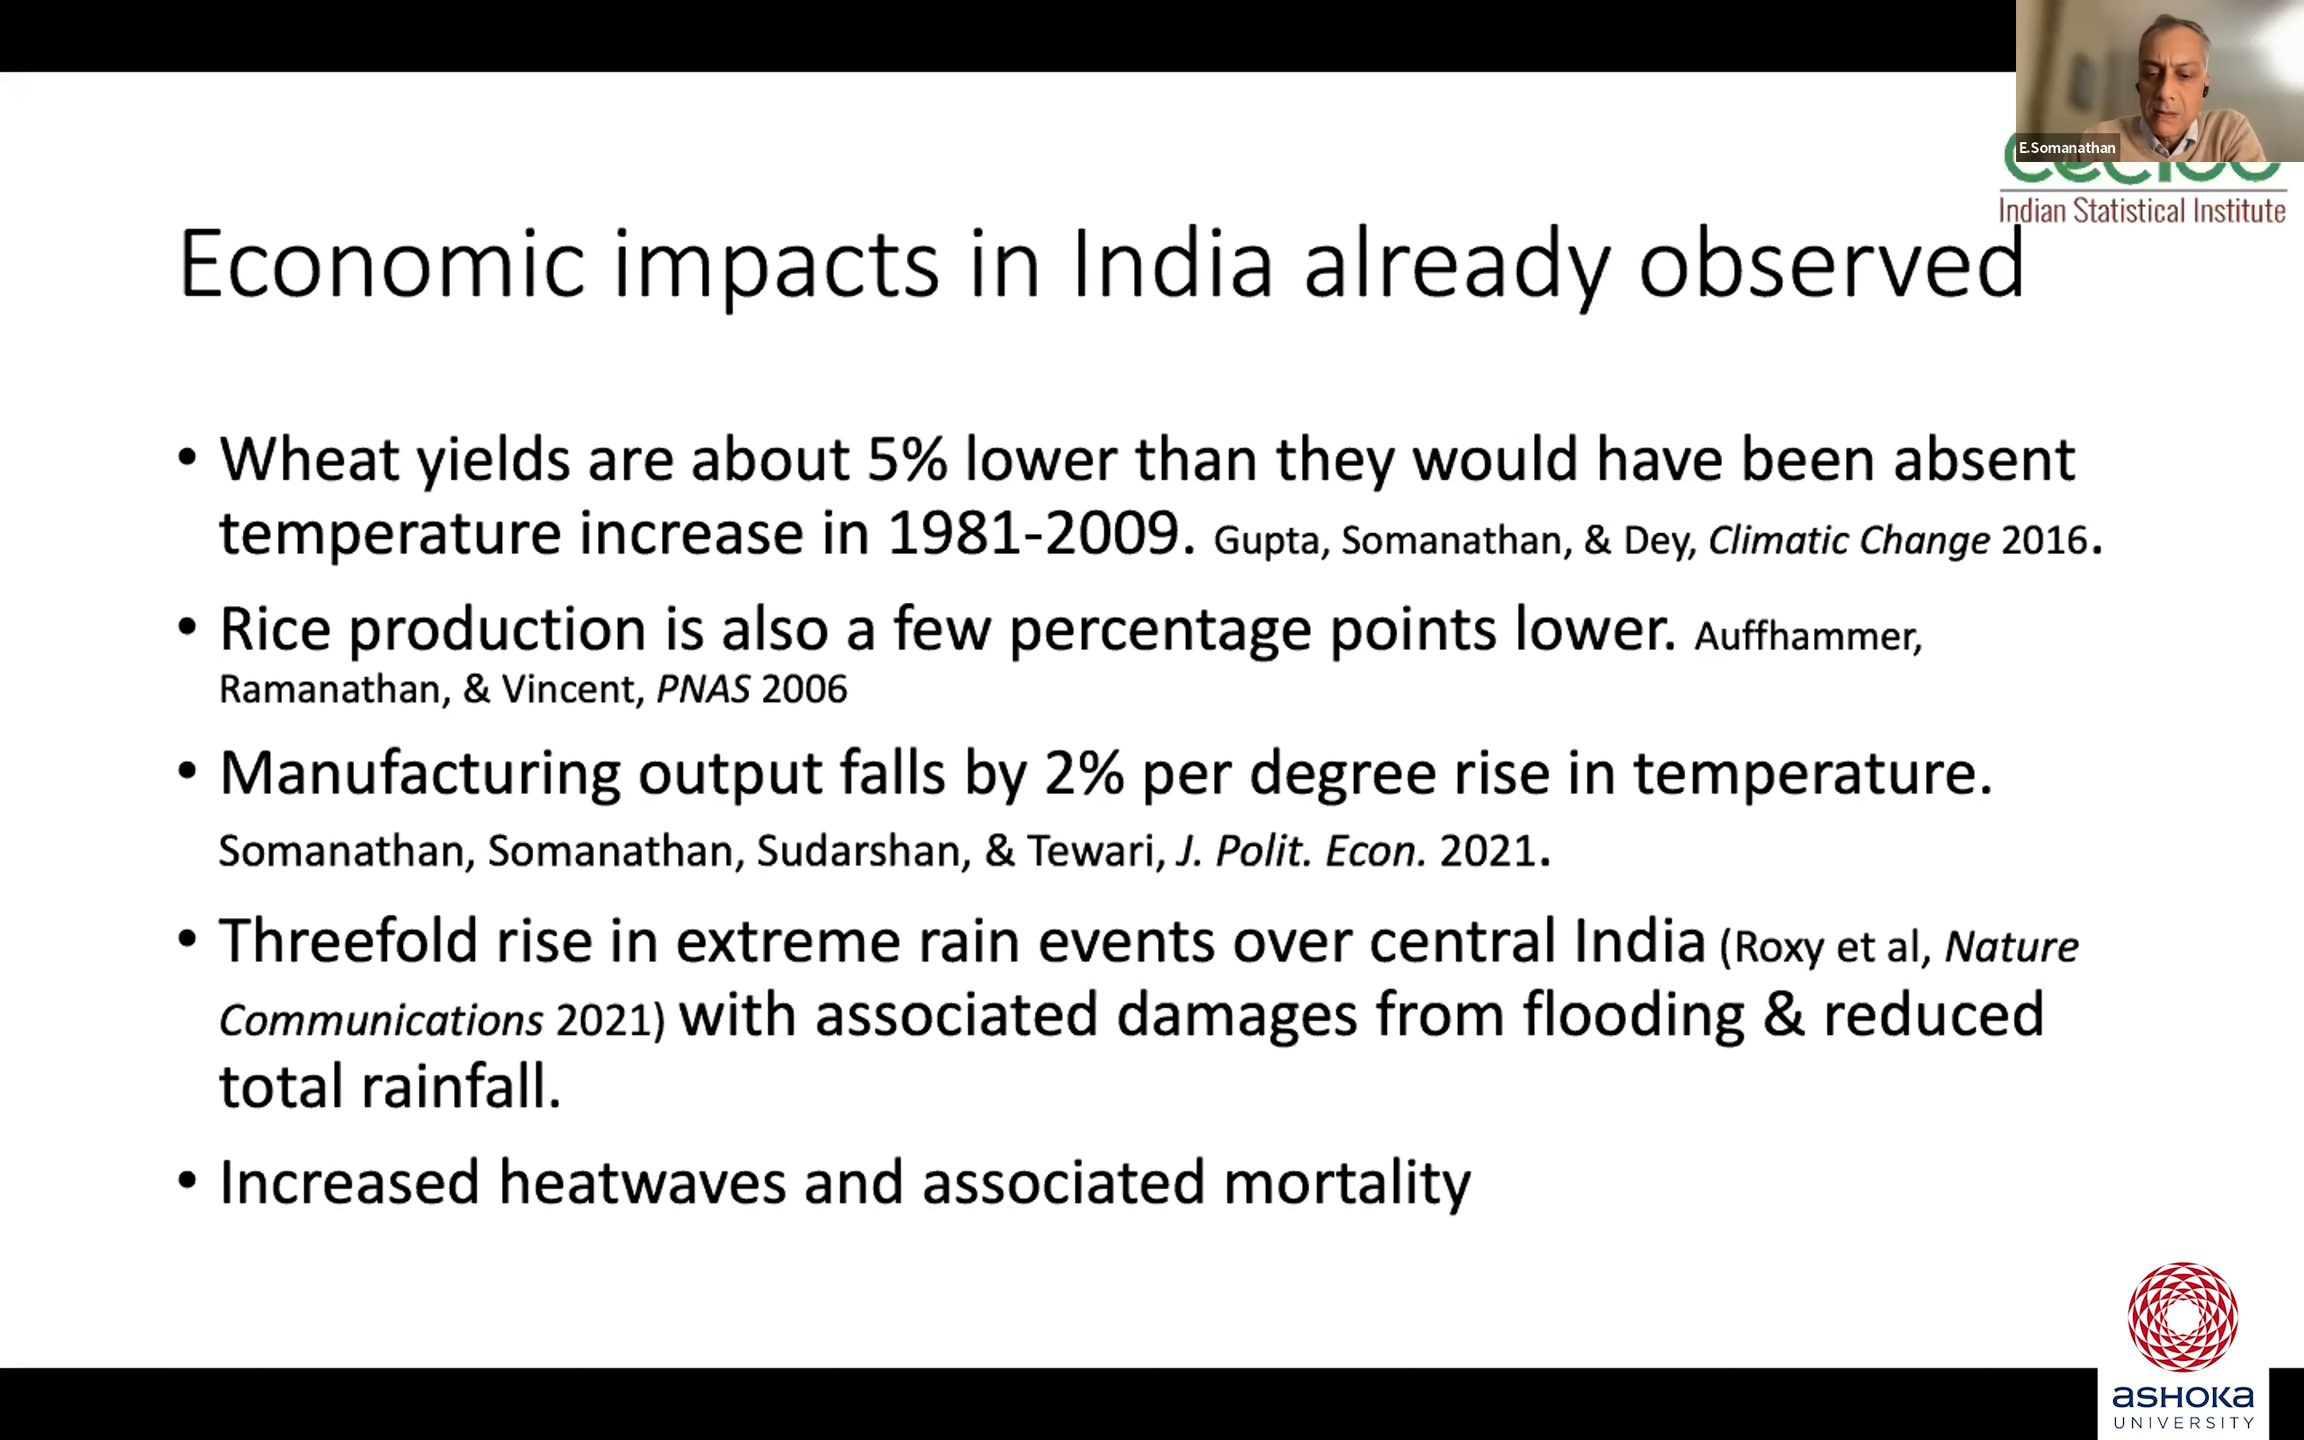 E.Somanathan
Indian Statistical Institute
Economic impacts in India already observed
• Wheat yields are about 5% lower than they would have been absent
temperature increase in 1981-2009. Gupta, Somanathan, & Dey, Climatic Change 2016.
• Rice production is also a few percentage points lower. Auffhammer,
Ramanathan, & Vincent, PNAS 2006
• Manufacturing output falls by 2% per degree rise in temperature.
Somanathan, Somanathan, Sudarshan, & Tewari, J. Polit. Econ. 2021.
• Threefold rise in extreme rain events over central India (Roxy et al, Nature
Communications 2021) with associated damages from flooding & reduced
total rainfall.
• Increased heatwaves and associated mortality
ASHOKA
UNIVERSITY